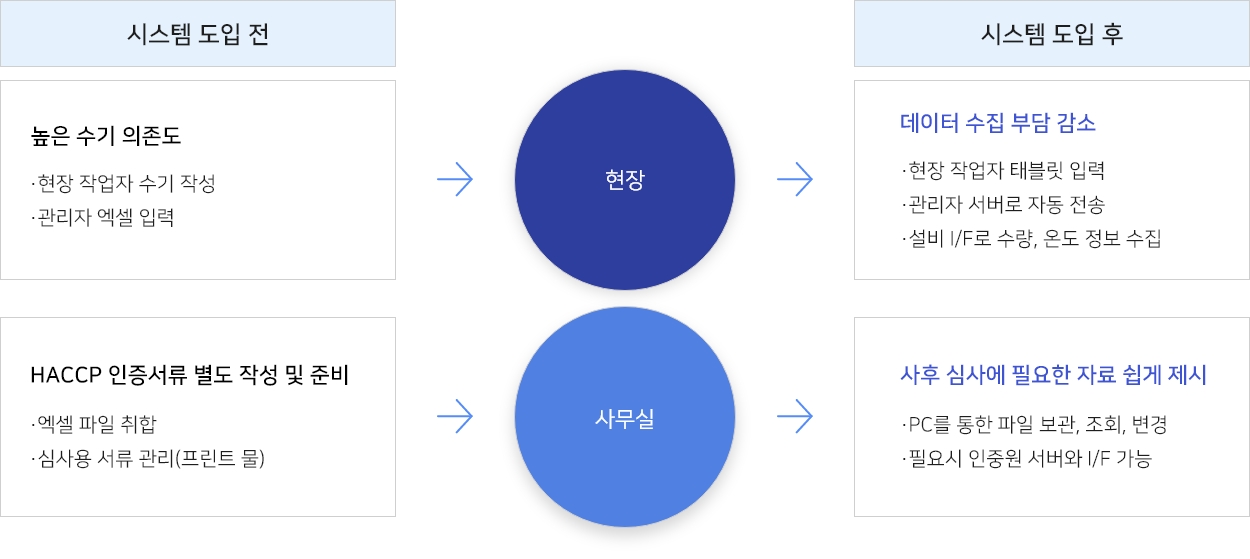 시스템 도입 전
시스템 도입 후
높은 수기 의존도
·현장 작업자 수기 작성
·관리자 엑셀 입력
현장
데이터 수집 부담 감소
·현장 작업자 태블릿 입력
·관리자 서버로 자동 전송
·설비 I/F로 수량, 온도 정보 수집
HACCP 인증서류 별도 작성 및 준비
·엑셀 파일 취합
·심사용 서류 관리(프린트 물)
사무실
사후 심사에 필요한 자료 쉽게 제시
·PC를 통한 파일 보관, 조회, 변경
·필요시 인중원 서버와 I/F 가능